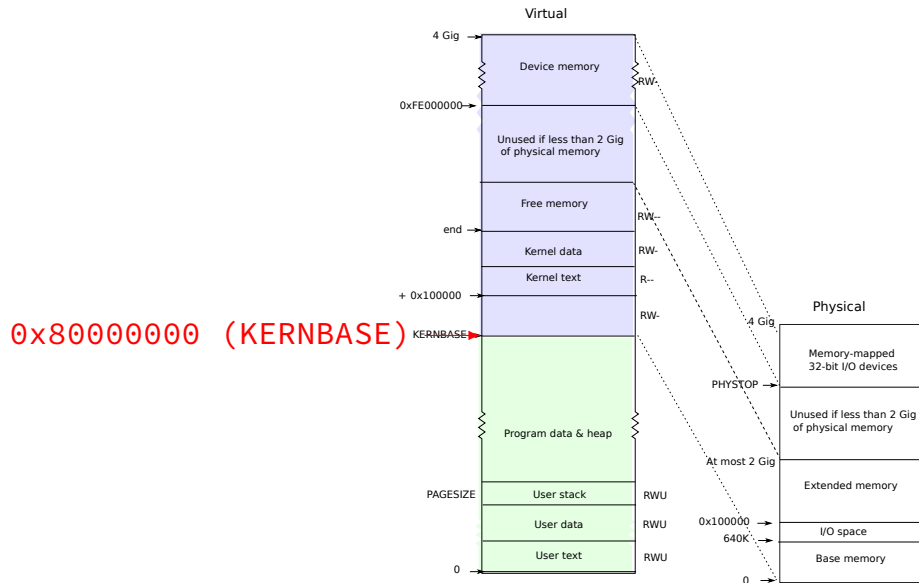 Virtual
4 Gig
Device memory
RW-
0xFE000000
Unused if less than 2 Gig
of physical memory
Free memory
RW--
end
Kernel data
RW-
Kernel text
R--
+ 0x100000
RW-
0x80000000 (KERNBASE)
KERNBASE
Program data & heap
PAGESIZE
User stack
RWU
User data
RWU
User text
RWU
0
Physical
4 Gig
Memory-mapped
32-bit I/O devices
PHYSTOP
Unused if less than 2 Gig
of physical memory
At most 2 Gig
Extended memory
0x100000
I/O space
640K
Base memory
0